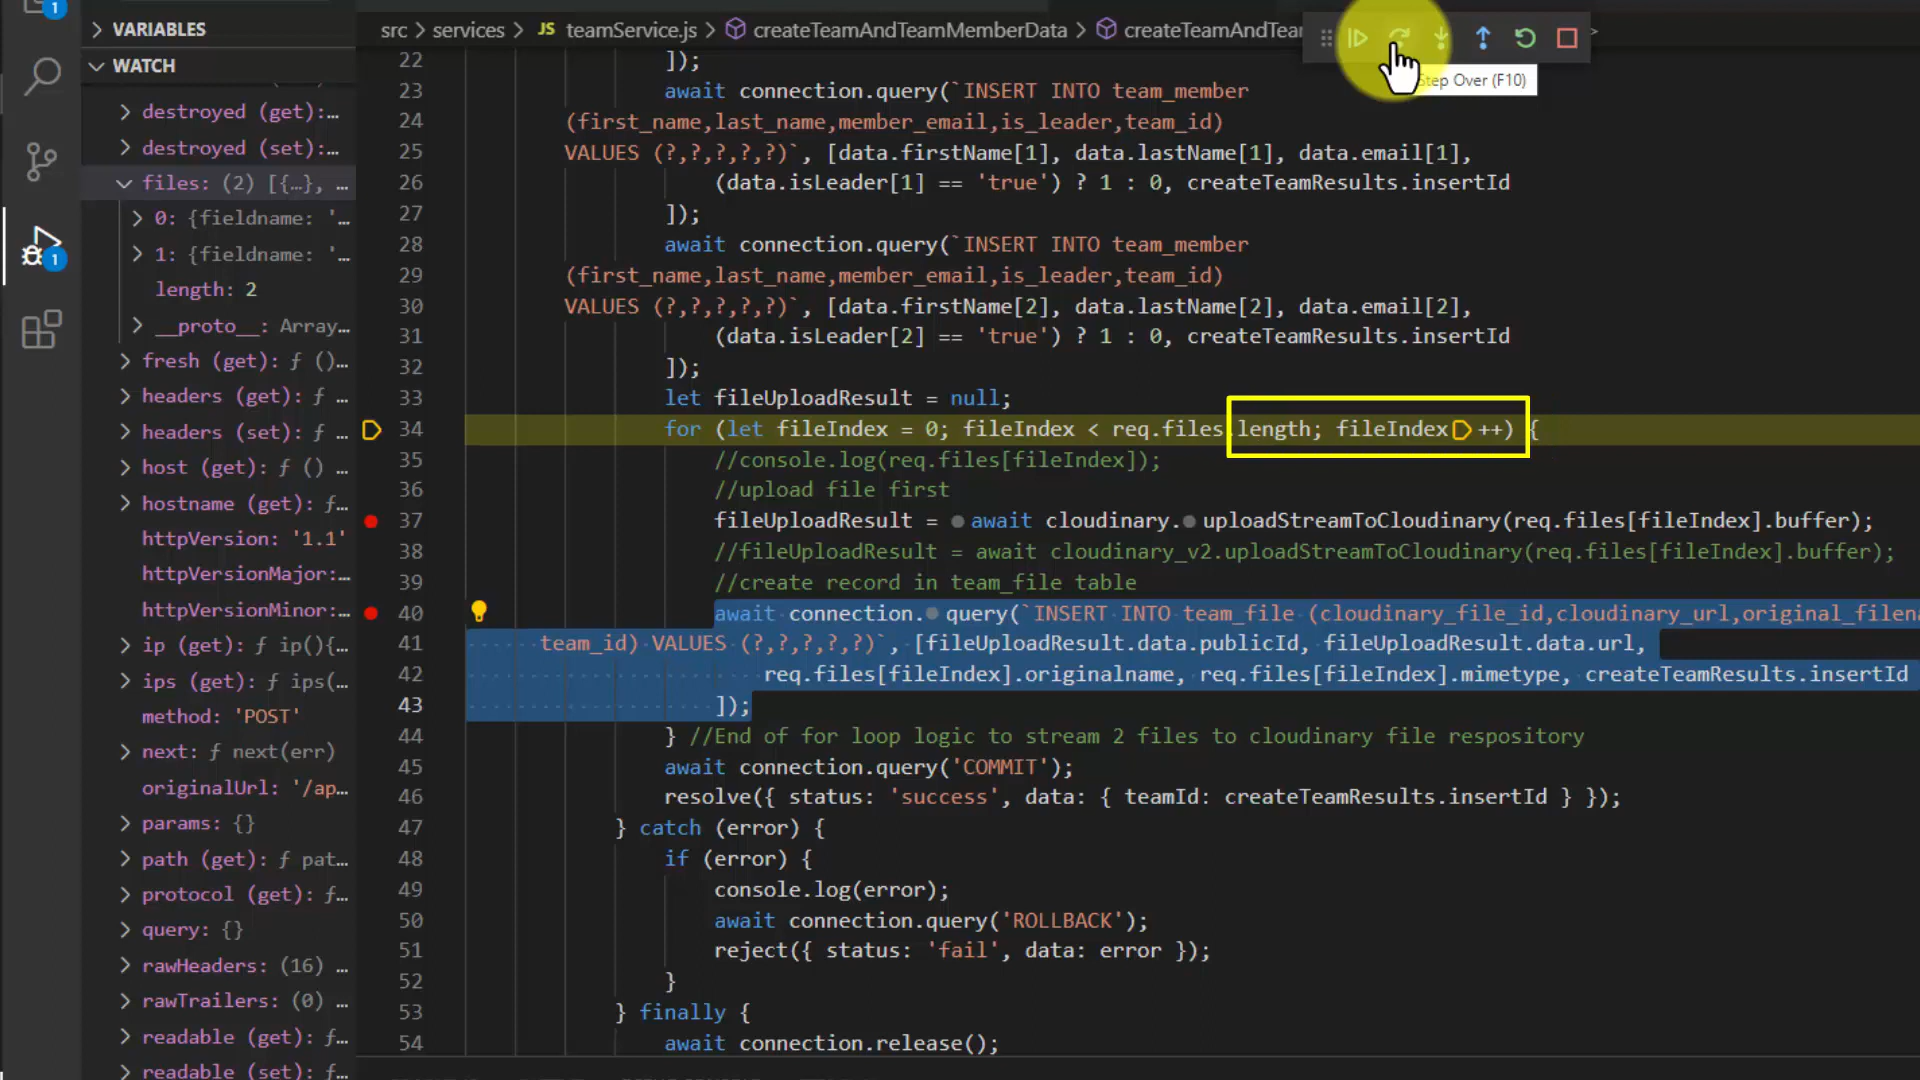 1
VARIABLES
WATCH
destroyed (get):…
destroyed (set):…
files: (2) [{…}, …
0: {fieldname: '…
1: {fieldname: '…
length: 2
__proto__: Array…
fresh (get): ƒ ()…
headers (get): ƒ …
headers (set): ƒ …
host (get): ƒ () …
hostname (get): ƒ…
httpVersion: '1.1'
httpVersionMajor:…
httpVersionMinor:…
ip (get): ƒ ip(){…
ips (get): ƒ ips(…
method: 'POST'
next: ƒ next(err)
originalUrl: '/ap…
params: {}
path (get): ƒ pat…
protocol (get): ƒ…
query: {}
rawHeaders: (16) …
rawTrailers: (0) …
readable (get): ƒ…
readable (set): ƒ…
1
src > services > JS teamService.js > createTeamAndTeamMemberData > createTeamAndTear
Step Over (F10)
22 ]);
23 await connection.query(`INSERT INTO team_member
24 (first_name,last_name,member_email,is_leader,team_id)
25 VALUES (?,?,?,?,?)`, [data.firstName[1], data.lastName[1], data.email[1],
26 (data.isLeader[1] == 'true') ? 1 : 0, createTeamResults.insertId
27 ]);
28 await connection.query(`INSERT INTO team_member
29 (first_name,last_name,member_email,is_leader,team_id)
30 VALUES (?,?,?,?,?)`, [data.firstName[2], data.lastName[2], data.email[2],
31 (data.isLeader[2] == 'true') ? 1 : 0, createTeamResults.insertId
32 ]);
33 let fileUploadResult = null;
34 for (let fileIndex = 0; fileIndex < req.files.length; fileIndex ++) {
35 //console.log(req.files[fileIndex]);
36 //upload file first
37 fileUploadResult = await cloudinary. uploadStreamToCloudinary(req.files[fileIndex].buffer);
38 //fileUploadResult = await cloudinary_v2.uploadStreamToCloudinary(req.files[fileIndex].buffer);
39 //create record in team_file table
40 await connection. query(`INSERT INTO team_file (cloudinary_file_id,cloudinary_url,original_filena
41 team_id) VALUES (?,?,?,?,?)`, [fileUploadResult.data.publicId, fileUploadResult.data.url,
42 req.files[fileIndex].originalname, req.files[fileIndex].mimetype, createTeamResults.insertId
43 ]);
44 } //End of for loop logic to stream 2 files to cloudinary file respository
45 await connection.query('COMMIT');
46 resolve({ status: 'success', data: { teamId: createTeamResults.insertId } });
47 } catch (error) {
48 if (error) {
49 console.log(error);
50 await connection.query('ROLLBACK');
51 reject({ status: 'fail', data: error });
52 }
53 } finally {
54 await connection.release();